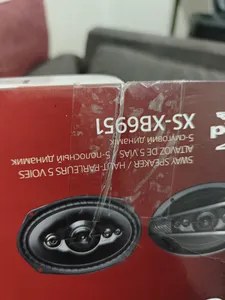 5WAY-SPEAKER / HAUT-PARLEURS 5 VOIES
ALTAVOZ DE 5 VÍAS / 5-полосный динамик
5-смуговий динамік
XS-XB6951